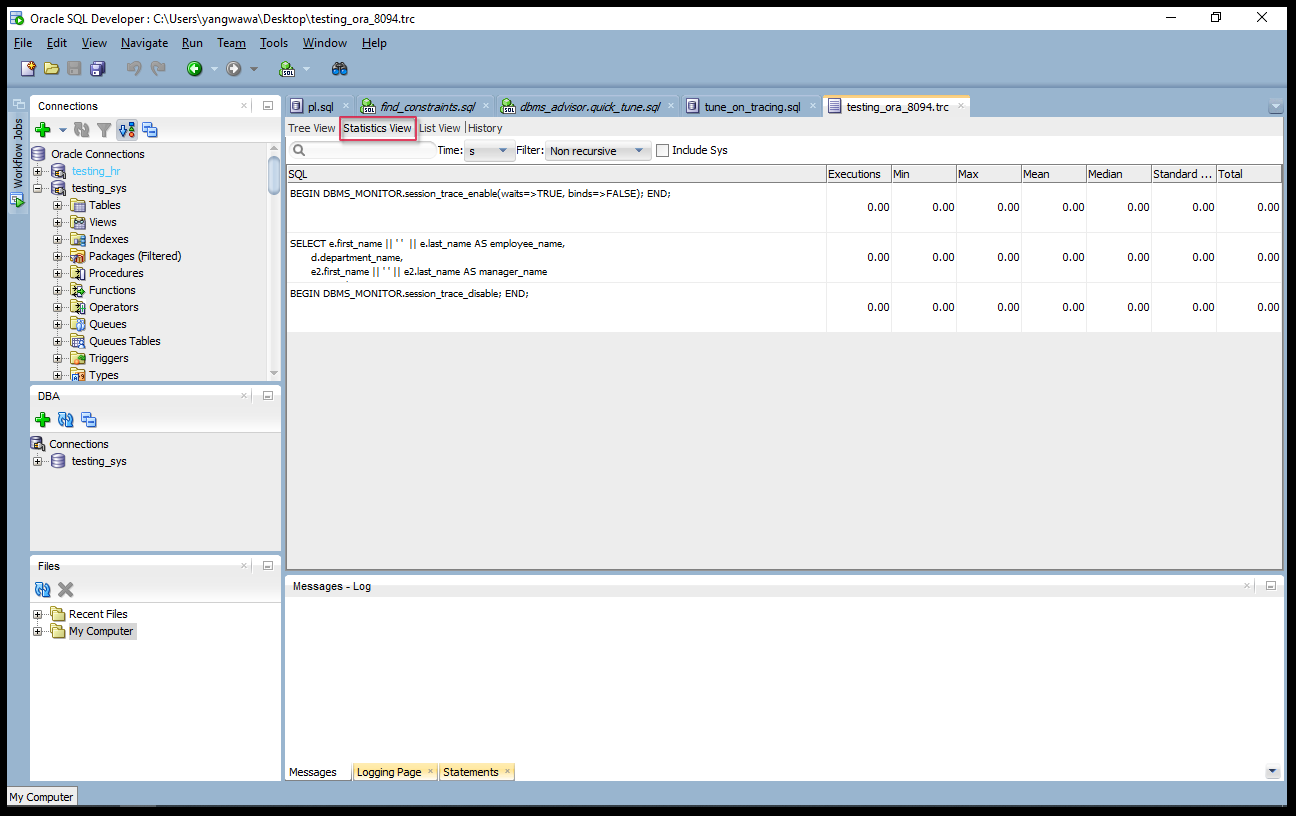 Oracle SQL Developer : C:\Users\yangwawa\Desktop\testing_ora_8094.trc
File Edit View Navigate Run Team Tools Window Help
Workflow Jobs
Connections
Oracle Connections
testing_hr
testing_sys
Tables
Views
Indexes
Packages (Filtered)
Procedures
Functions
Operators
Queues
Queues Tables
Triggers
Types
DBA
Connections
testing_sys
Files
Recent Files
My Computer
pl.sql find_constraints.sql dbms_advisor.quick_tune.sql tune_on_tracing.sql testing_ora_8094.trc
Tree View Statistics View List View History
Time: s Filter: Non recursive Include Sys
SQL Executions Min Max Mean Median Standard ... Total
BEGIN DBMS_MONITOR.session_trace_enable(waits=>TRUE, binds=>FALSE); END;
0.00 0.00 0.00 0.00 0.00 0.00 0.00
SELECT e.first_name || ' ' || e.last_name AS employee_name,
d.department_name,
e2.first_name || ' ' || e2.last_name AS manager_name
0.00 0.00 0.00 0.00 0.00 0.00 0.00
BEGIN DBMS_MONITOR.session_trace_disable; END;
0.00 0.00 0.00 0.00 0.00 0.00 0.00
Messages - Log
Messages Logging Page Statements
My Computer